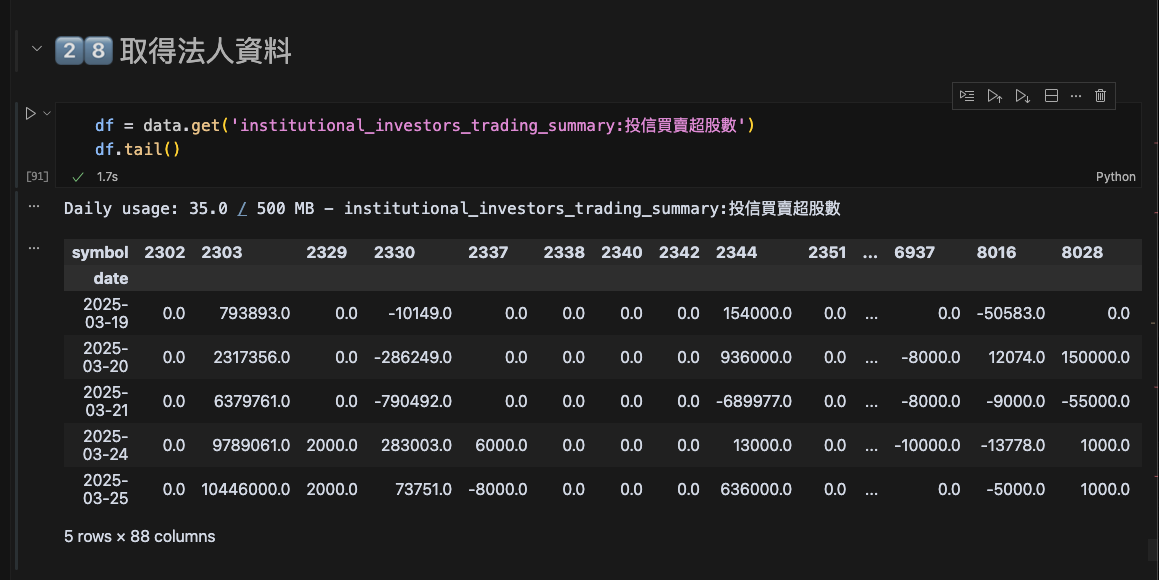 28 取得法人資料
df = data.get('institutional_investors_trading_summary:投信買賣超股數')
df.tail()
[91] 1.7s Python
Daily usage: 35.0 / 500 MB - institutional_investors_trading_summary:投信買賣超股數
symbol 2302 2303 2329 2330 2337 2338 2340 2342 2344 2351 ... 6937 8016 8028
date
2025-03-19 0.0 793893.0 0.0 -10149.0 0.0 0.0 0.0 0.0 154000.0 0.0 ... 0.0 -50583.0 0.0
2025-03-20 0.0 2317356.0 0.0 -286249.0 0.0 0.0 0.0 0.0 936000.0 0.0 ... -8000.0 12074.0 150000.0
2025-03-21 0.0 6379761.0 0.0 -790492.0 0.0 0.0 0.0 0.0 -689977.0 0.0 ... -8000.0 -9000.0 -55000.0
2025-03-24 0.0 9789061.0 2000.0 283003.0 6000.0 0.0 0.0 0.0 13000.0 0.0 ... -10000.0 -13778.0 1000.0
2025-03-25 0.0 10446000.0 2000.0 73751.0 -8000.0 0.0 0.0 0.0 636000.0 0.0 ... 0.0 -5000.0 1000.0
5 rows × 88 columns